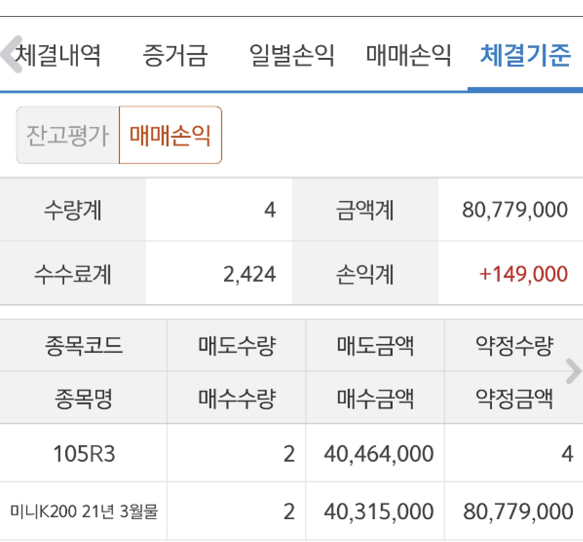 체결내역 증거금 일별손익 매매손익 체결기준
잔고평가 매매손익
수량계 4 금액계 80,779,000
수수료계 2,424 손익계 +149,000
종목코드 매도수량 매도금액 약정수량
종목명 매수수량 매수금액 약정금액
105R3 2 40,464,000 4
미니K200 21년 3월물 2 40,315,000 80,779,000